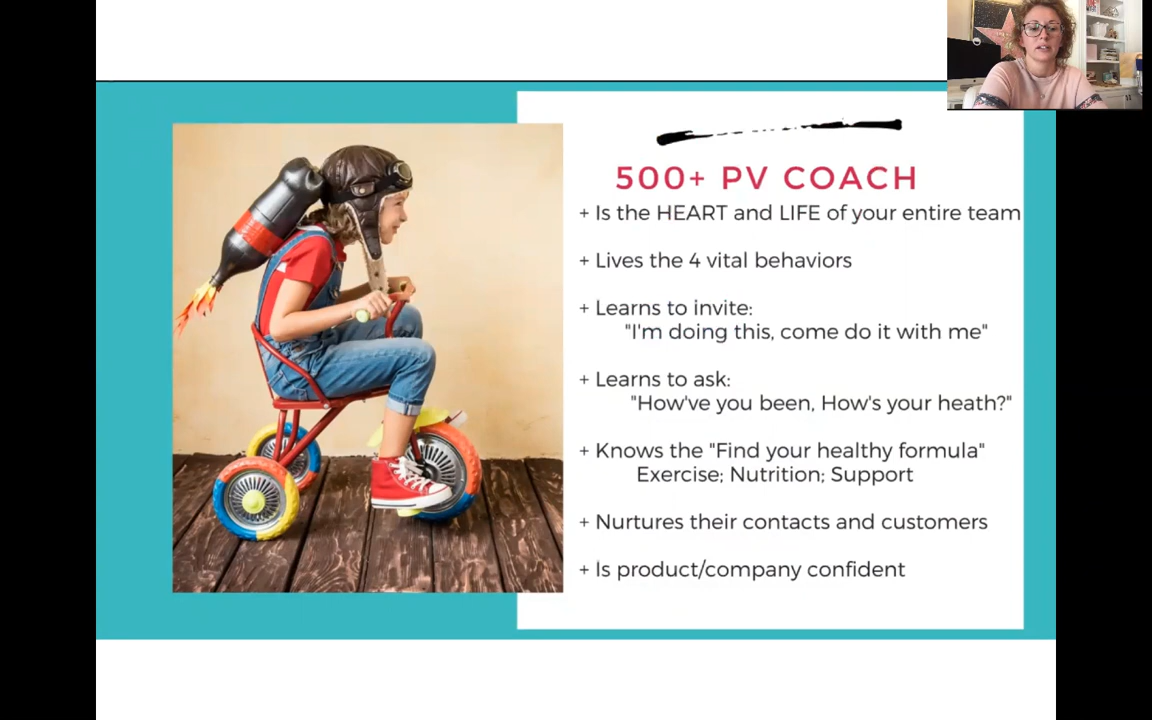 500+ PV COACH
+ Is the HEART and LIFE of your entire team
+ Lives the 4 vital behaviors
+ Learns to invite:
"I'm doing this, come do it with me"
+ Learns to ask:
"How've you been, How's your heath?"
+ Knows the "Find your healthy formula"
Exercise; Nutrition; Support
+ Nurtures their contacts and customers
+ Is product/company confident